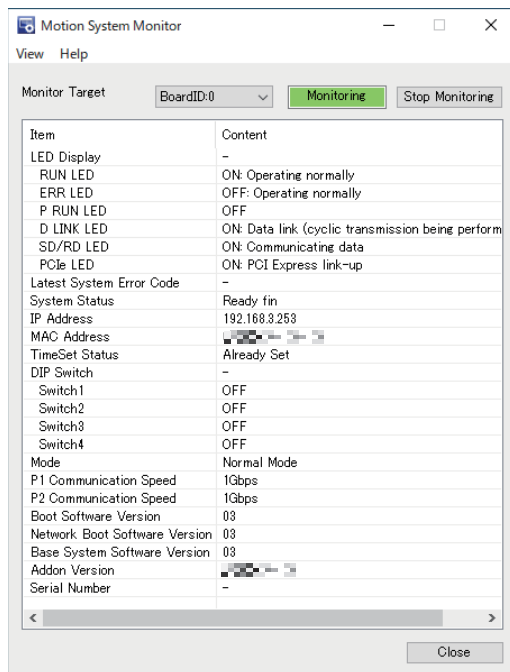 Motion System Monitor
View Help
Monitor Target BoardID:0 Monitoring Stop Monitoring
Item Content
LED Display -
RUN LED ON: Operating normally
ERR LED OFF: Operating normally
P RUN LED OFF
D LINK LED ON: Data link (cyclic transmission being perform
SD/RD LED ON: Communicating data
PCIe LED ON: PCI Express link-up
Latest System Error Code -
System Status Ready fin
IP Address 192.168.3.253
MAC Address
TimeSet Status Already Set
DIP Switch -
Switch1 OFF
Switch2 OFF
Switch3 OFF
Switch4 OFF
Mode Normal Mode
P1 Communication Speed 1Gbps
P2 Communication Speed 1Gbps
Boot Software Version 03
Network Boot Software Version 03
Base System Software Version 03
Addon Version
Serial Number -
Close